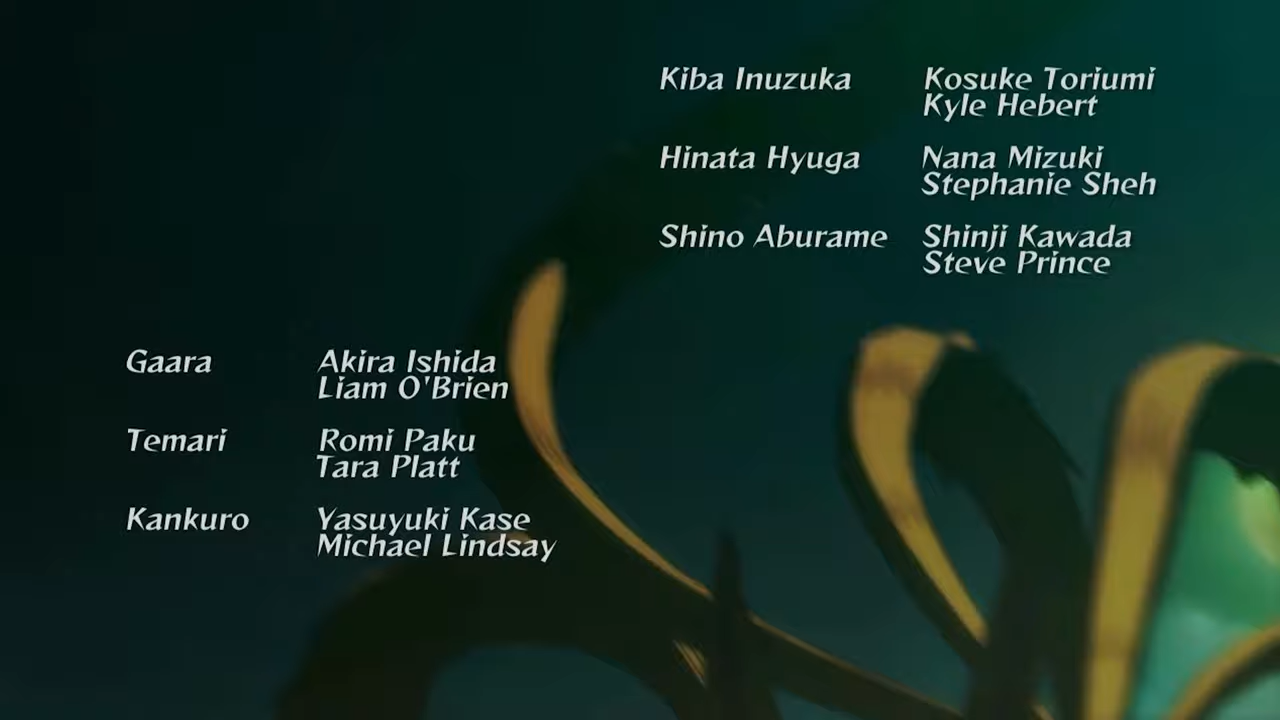 Kiba Inuzuka Kosuke Toriumi
Kyle Hebert
Hinata Hyuga Nana Mizuki
Stephanie Sheh
Shino Aburame Shinji Kawada
Steve Prince
Gaara Akira Ishida
Liam O'Brien
Temari Romi Paku
Tara Platt
Kankuro Yasuyuki Kase
Michael Lindsay